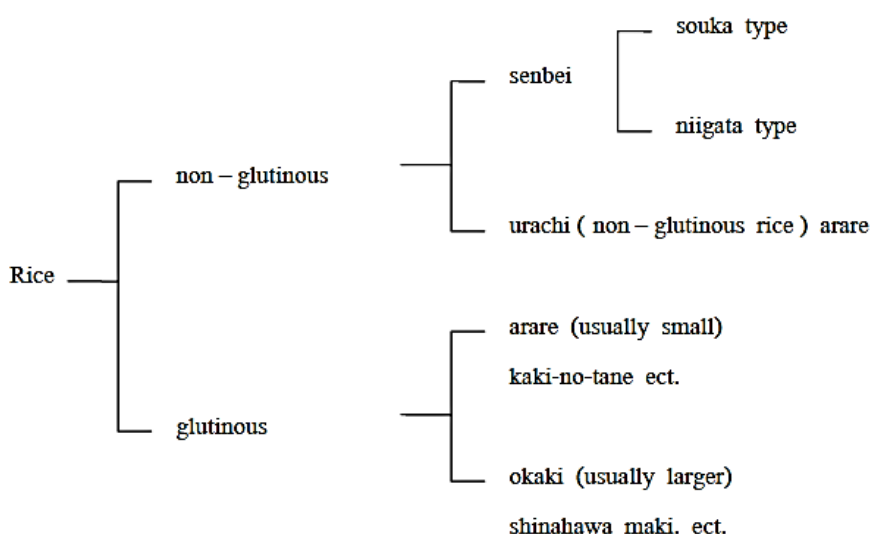 souka type
senbei
niigata type
non – glutinous
urachi ( non – glutinous rice ) arare
Rice
arare (usually small)
kaki-no-tane ect.
glutinous
okaki (usually larger)
shinahawa maki. ect.